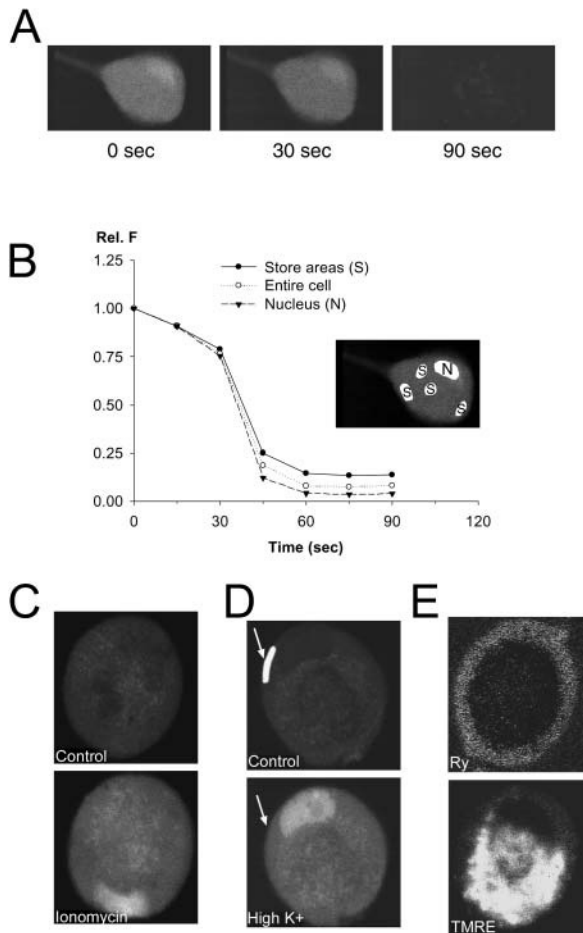 A
0 sec 30 sec 90 sec
B
Rel. F
1.25
1.00
0.75
0.50
0.25
0.00
0 30 60 90 120
Time (sec)
Store areas (S)
Entire cell
Nucleus (N)
S N
S S
S
C D E
Control Control Ry
Ionomycin High K+ TMRE